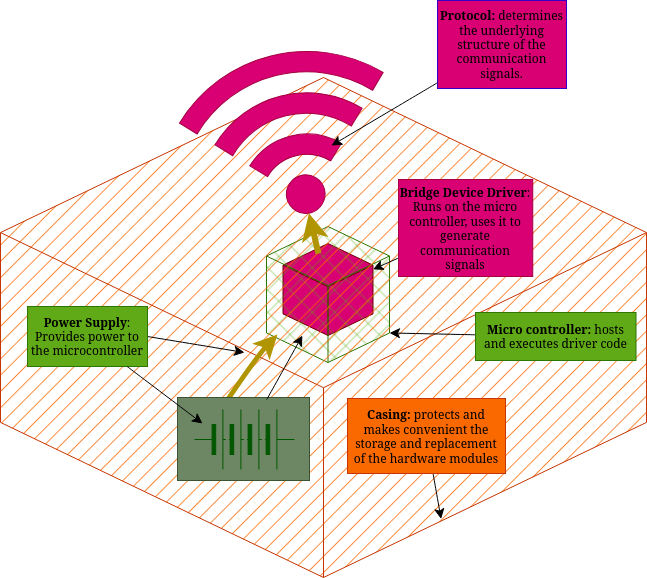 Protocol: determines
the underlying
structure of the
communication
signals.
Bridge Device Driver:
Runs on the micro
controller, uses it to
generate
communication
signals
Power Supply:
Provides power to
the microcontroller
Micro controller: hosts
and executes driver code
Casing: protects and
makes convenient the
storage and replacement
of the hardware modules